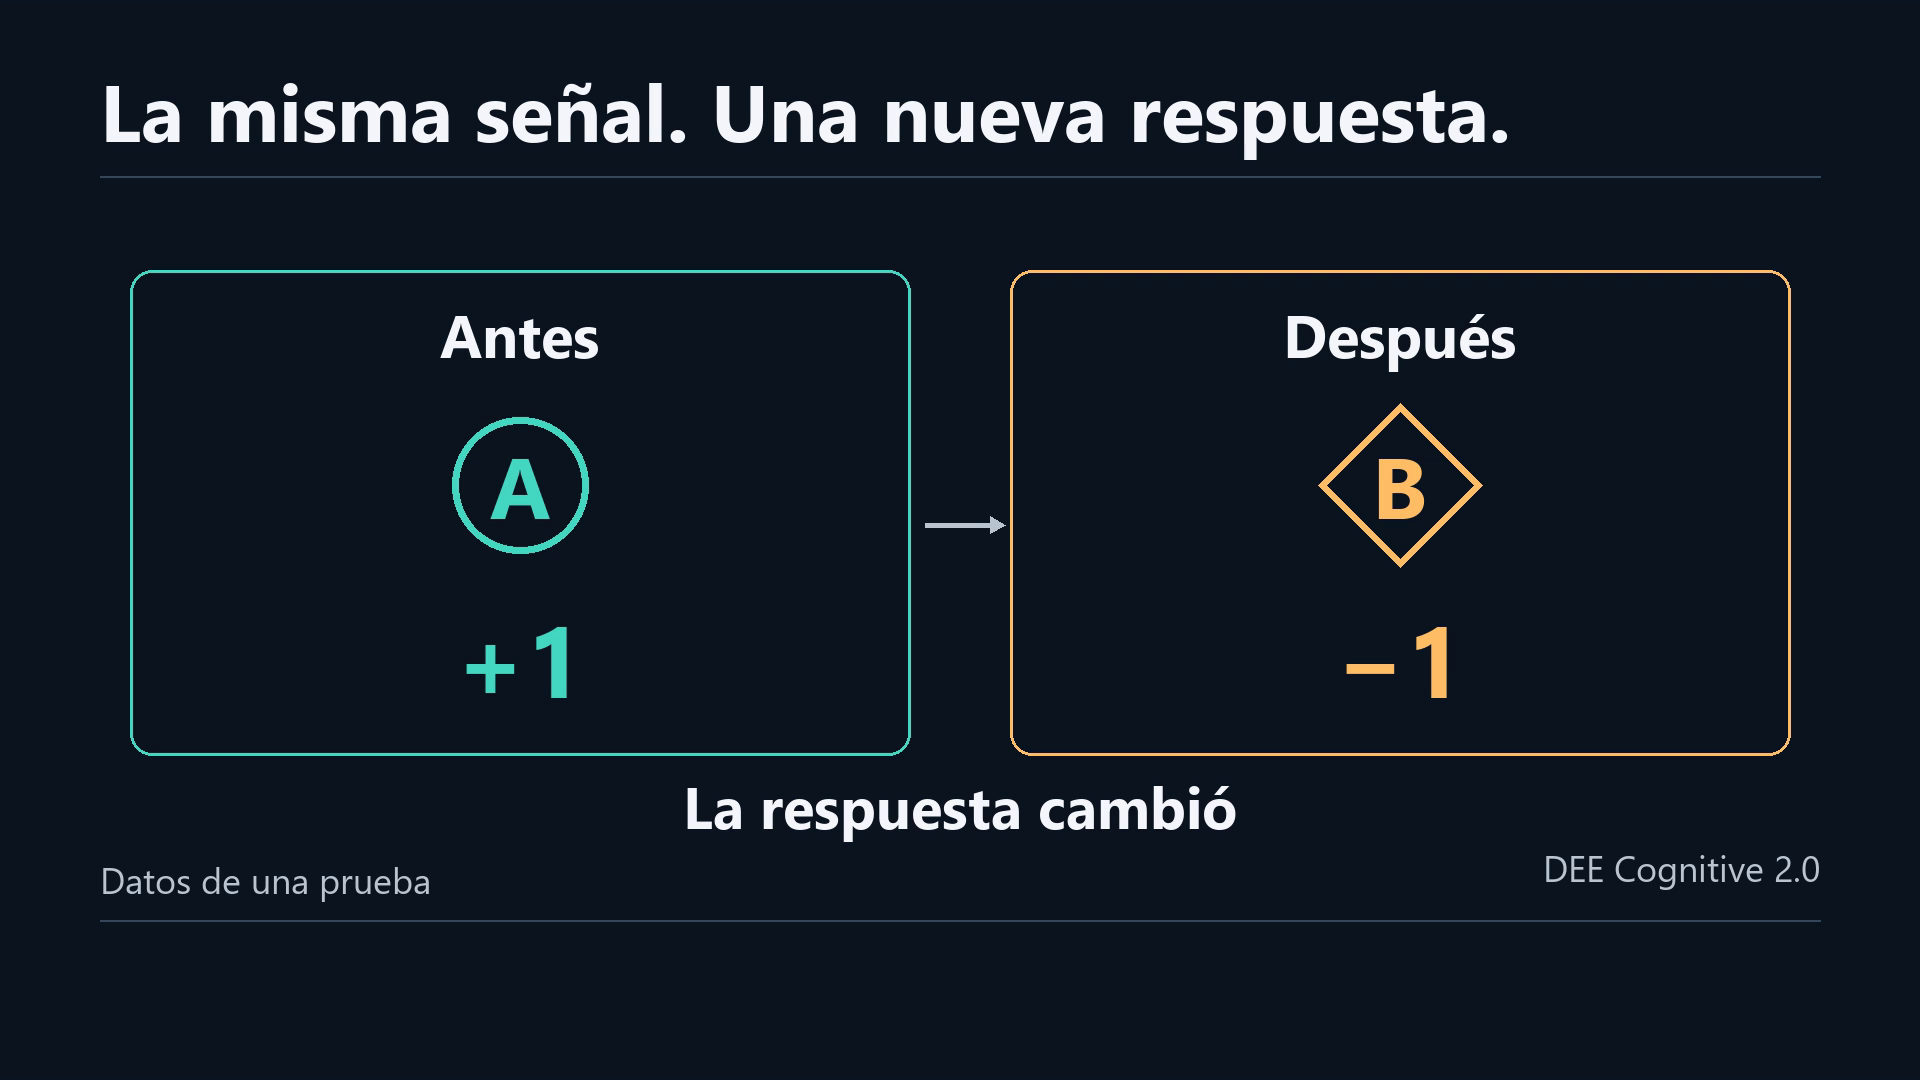 La misma señal. Una nueva respuesta.
Antes
A
+1
Después
B
−1
La respuesta cambió
Datos de una prueba
DEE Cognitive 2.0